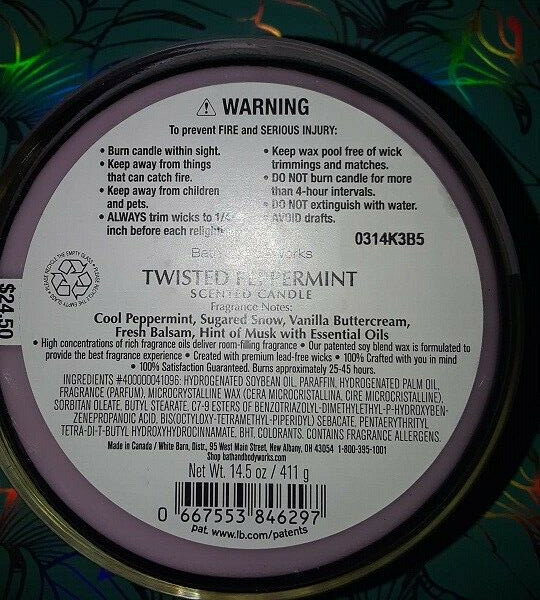 ⚠ WARNING
To prevent FIRE and SERIOUS INJURY:
• Burn candle within sight.
• Keep away from things
that can catch fire.
• Keep away from children
and pets.
• ALWAYS trim wicks to 1/4
inch before each relighting
• Keep wax pool free of wick
trimmings and matches.
• DO NOT burn candle for more
than 4-hour intervals.
• DO NOT extinguish with water.
• AVOID drafts.
0314K3B5
PLEASE RECYCLE THE EMPTY GLASS •
$24.50
Bath Works
TWISTED PEPPERMINT
SCENTED CANDLE
Fragrance Notes:
Cool Peppermint, Sugared Snow, Vanilla Buttercream,
Fresh Balsam, Hint of Musk with Essential Oils
• High concentrations of rich fragrance oils deliver room-filling fragrance • Our patented soy blend wax is formulated to
provide the best fragrance experience • Created with premium lead-free wicks • 100% Crafted with you in mind
• 100% Satisfaction Guaranteed. Burns approximately 25-45 hours.
INGREDIENTS #400000041096: HYDROGENATED SOYBEAN OIL, PARAFFIN, HYDROGENATED PALM OIL,
FRAGRANCE (PARFUM), MICROCRYSTALLINE WAX (CERA MICROCRISTALLINA, CIRE MICROCRISTALLINE),
SORBITAN OLEATE, BUTYL STEARATE, C7-9 ESTERS OF BENZOTRIAZOLYL-DIMETHYLETHYL-P-HYDROXYBEN-
ZENEPROPANOIC ACID, BIS(OCTYLOXY-TETRAMETHYL-PIPERIDYL) SEBACATE, PENTAERYTHRITYL
TETRA-DI-T-BUTYL HYDROXYHYDROCINNAMATE, BHT, COLORANTS. CONTAINS FRAGRANCE ALLERGENS.
Made in Canada / White Barn, Distr., 95 West Main Street, New Albany, OH 43054 1-800-395-1001
Shop bathandbodyworks.com
Net Wt. 14.5 oz / 411 g
0 667553 846297
pat. www.lb.com/patents